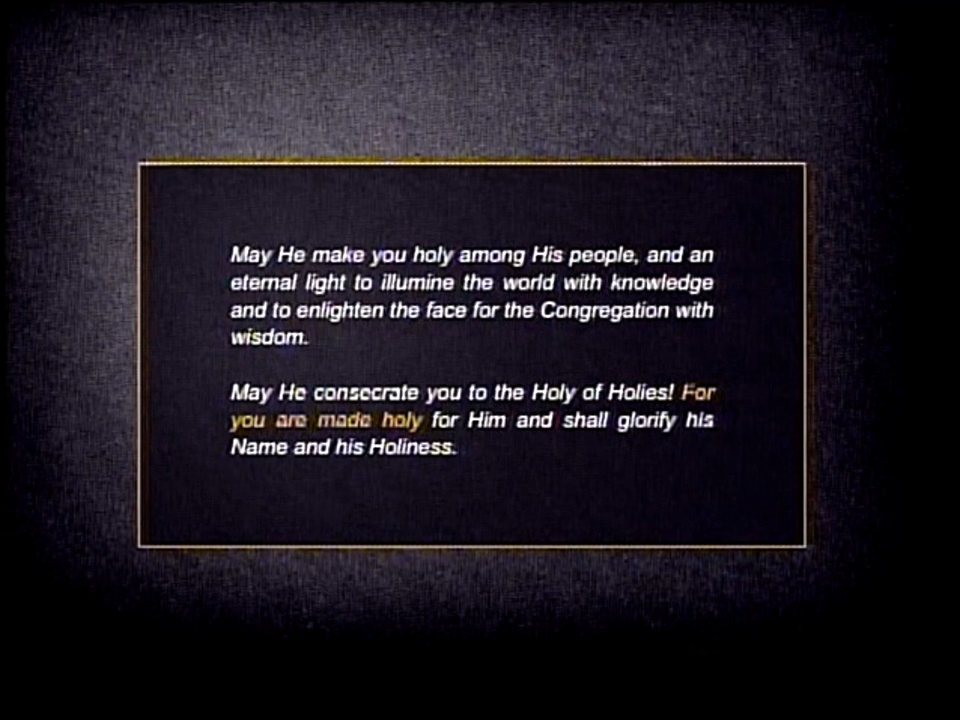 May He make you holy among His people, and an
eternal light to illumine the world with knowledge
and to enlighten the face for the Congregation with
wisdom.
May He consecrate you to the Holy of Holies! For
you are made holy for Him and shall glorify his
Name and his Holiness.